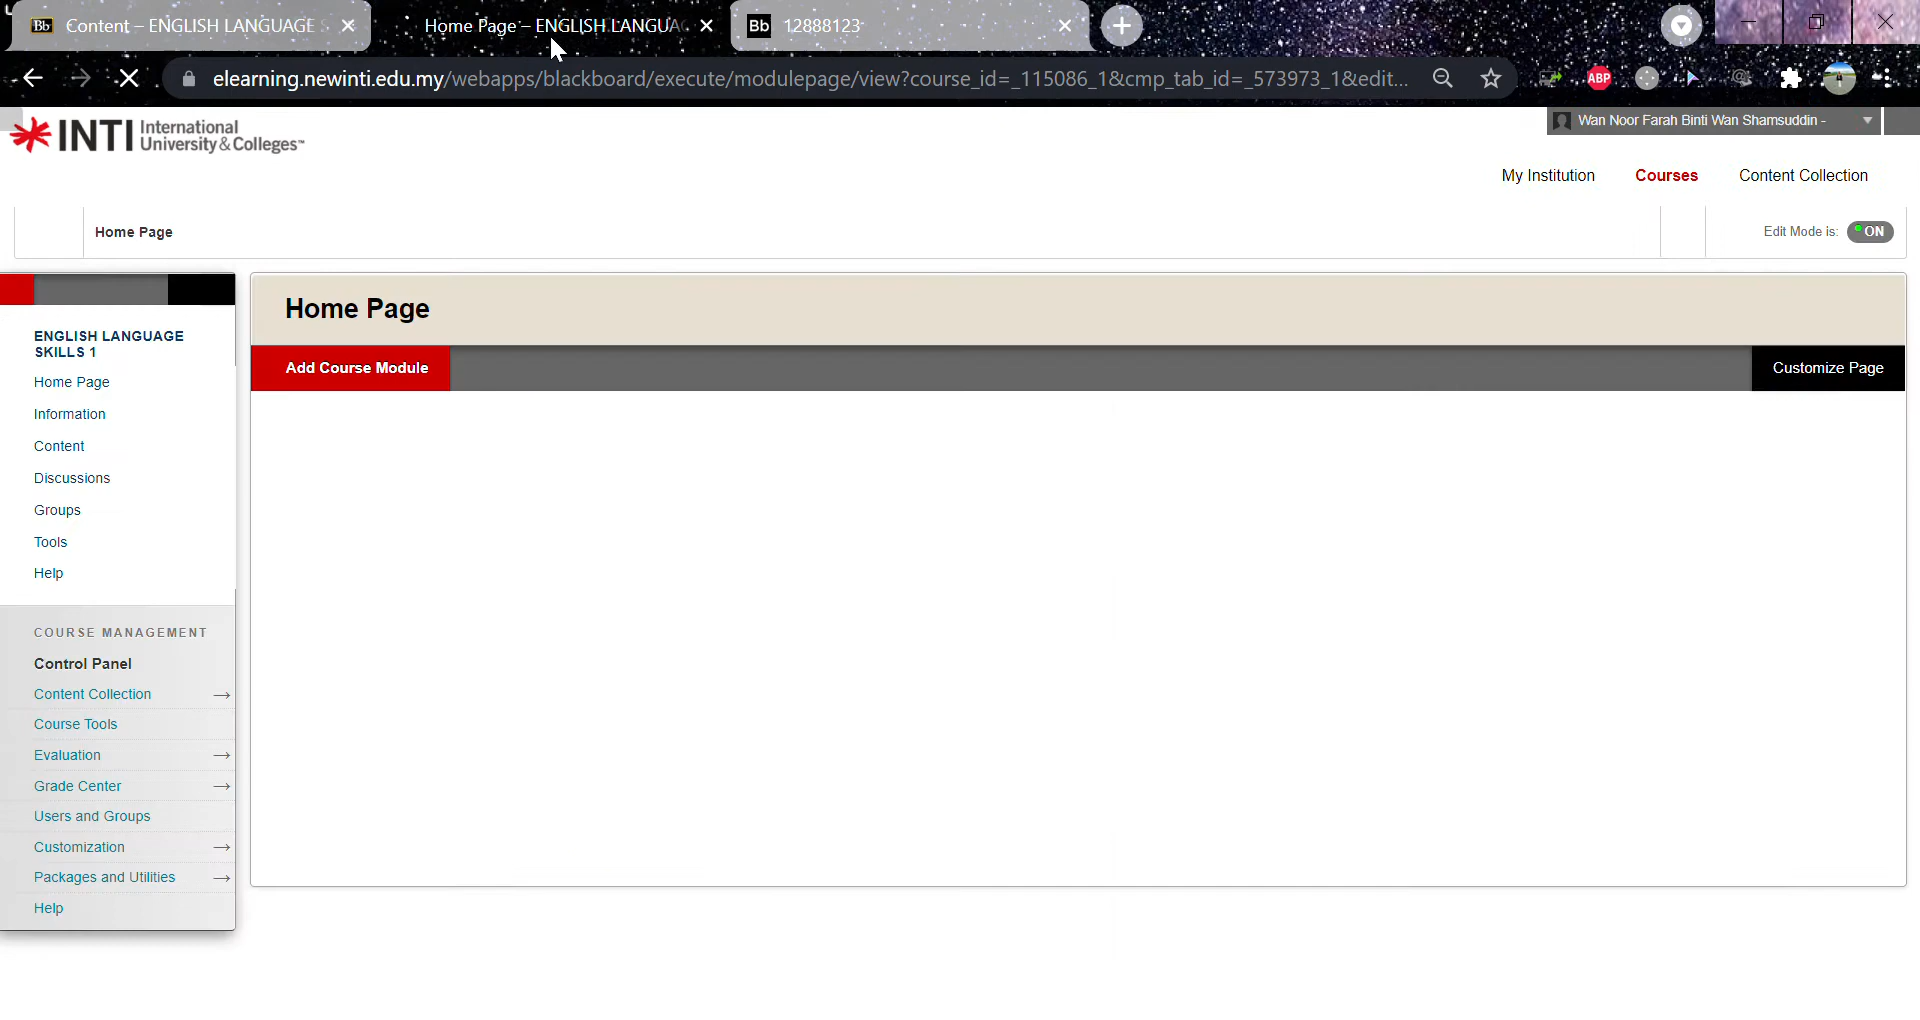 Bb Content – ENGLISH LANGUAGE S
Home Page – ENGLISH LANGUAG
Bb 12888123
elearning.newinti.edu.my/webapps/blackboard/execute/modulepage/view?course_id=_115086_1&cmp_tab_id=_573973_1&edit...
ABP
INTI International University & Colleges™
Wan Noor Farah Binti Wan Shamsuddin -
My Institution
Courses
Content Collection
Home Page
Edit Mode is: ON
Home Page
Add Course Module
Customize Page
ENGLISH LANGUAGE
SKILLS 1
Home Page
Information
Content
Discussions
Groups
Tools
Help
COURSE MANAGEMENT
Control Panel
Content Collection
Course Tools
Evaluation
Grade Center
Users and Groups
Customization
Packages and Utilities
Help